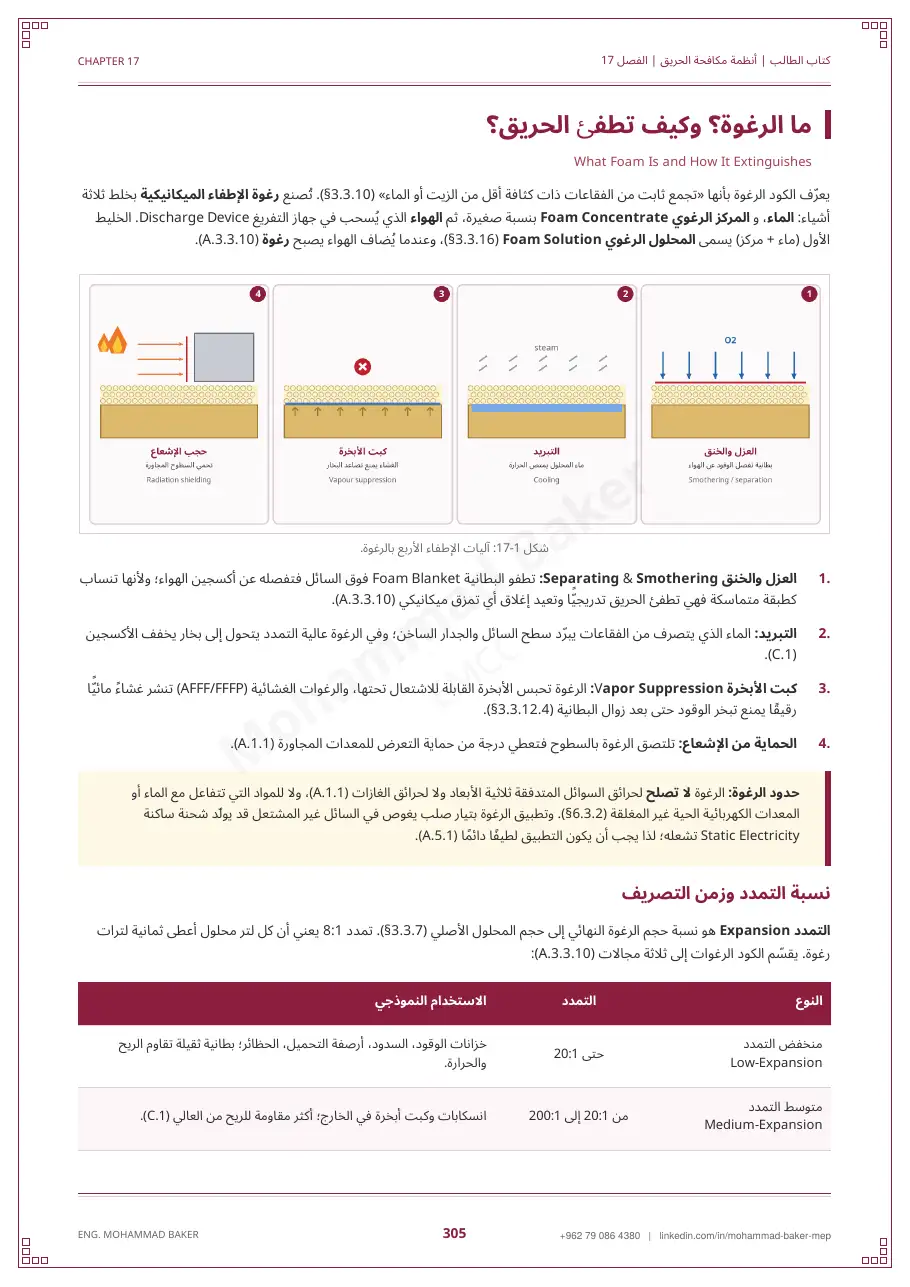 كتاب الطالب | أنظمة مكافحة الحريق | الفصل 17
CHAPTER 17
ما الرغوة؟ وكيف تطفئ الحريق؟
What Foam Is and How It Extinguishes
يعرّف الكود الرغوة بأنها «تجمع ثابت من الفقاعات ذات كثافة أقل من الزيت أو الماء» (§3.3.10). تُصنع رغوة الإطفاء الميكانيكية بخلط ثلاثة
أشياء: الماء، و المركز الرغوي Foam Concentrate بنسبة صغيرة، ثم الهواء الذي يُسحب في جهاز التفريغ Discharge Device. الخليط
الأول (ماء + مركز) يسمى المحلول الرغوي Foam Solution (§3.3.16)، وعندما يُضاف الهواء يصبح رغوة (A.3.3.10).
1
O2
العزل والخنق
بطانية تفصل الوقود عن الهواء
Smothering / separation
2
steam
التبريد
ماء المحلول يمتص الحرارة
Cooling
3
كبت الأبخرة
الغشاء يمنع تصاعد البخار
Vapour suppression
4
حجب الإشعاع
تحمي السطوح المجاورة
Radiation shielding
شكل 1-17: آليات الإطفاء الأربع بالرغوة.
1. العزل والخنق Separating & Smothering: تطفو البطانية Foam Blanket فوق السائل فتفصله عن أكسجين الهواء؛ ولأنها تنساب
كطبقة متماسكة فهي تطفئ الحريق تدريجيًّا وتعيد إغلاق أي تمزق ميكانيكي (A.3.3.10).
2. التبريد: الماء الذي يتصرف من الفقاعات يبرّد سطح السائل والجدار الساخن؛ وفي الرغوة عالية التمدد يتحول إلى بخار يخفف الأكسجين
(C.1).
3. كبت الأبخرة Vapor Suppression: الرغوة تحبس الأبخرة القابلة للاشتعال تحتها، والرغوات الغشائية (AFFF/FFFP) تنشر غشاءً مائيًّا
رقيقًا يمنع تبخر الوقود حتى بعد زوال البطانية (§3.3.12.4).
4. الحماية من الإشعاع: تلتصق الرغوة بالسطوح فتعطي درجة من حماية التعرض للمعدات المجاورة (A.1.1).
حدود الرغوة: الرغوة لا تصلح لحرائق السوائل المتدفقة ثلاثية الأبعاد ولا لحرائق الغازات (A.1.1)، ولا للمواد التي تتفاعل مع الماء أو
المعدات الكهربائية الحية غير المغلقة (§6.3.2). وتطبيق الرغوة بتيار صلب يغوص في السائل غير المشتعل قد يولّد شحنة ساكنة
Static Electricity تشعله؛ لذا يجب أن يكون التطبيق لطيفًا دائمًا (A.5.1).
نسبة التمدد وزمن التصريف
التمدد Expansion هو نسبة حجم الرغوة النهائي إلى حجم المحلول الأصلي (§3.3.7). تمدد 8:1 يعني أن كل لتر محلول أعطى ثمانية لترات
رغوة. يقسّم الكود الرغوات إلى ثلاثة مجالات (A.3.3.10):
النوع التمدد الاستخدام النموذجي
منخفض التمدد
Low-Expansion
حتى 20:1
خزانات الوقود، السدود، أرصفة التحميل، الحظائر؛ بطانية ثقيلة تقاوم الريح
والحرارة.
متوسط التمدد
Medium-Expansion
من 20:1 إلى 200:1
انسكابات وكبت أبخرة في الخارج؛ أكثر مقاومة للريح من العالي (C.1).
ENG. MOHAMMAD BAKER
305
+962 79 086 4380 | linkedin.com/in/mohammad-baker-mep
Mohammad baker